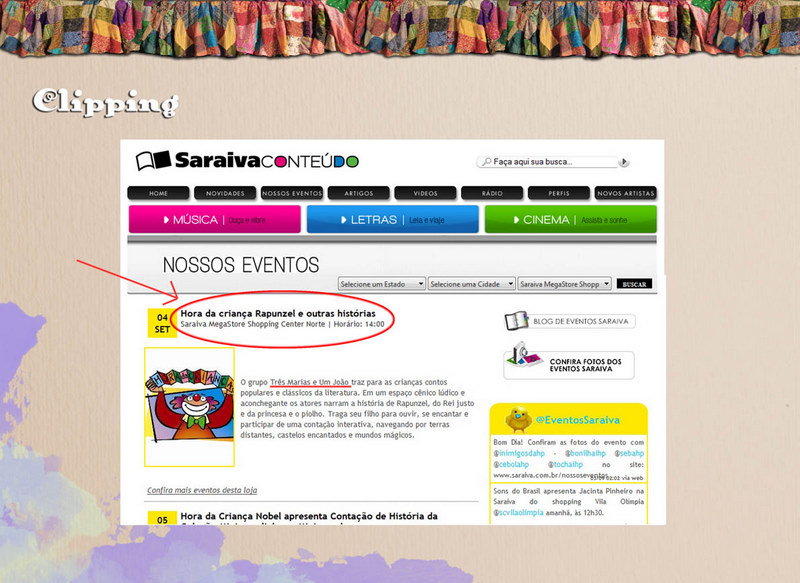 Clipping
SaraivaCONTEÚDO
Faça aqui sua busca...
HOME
NOVIDADES
NOSSOS EVENTOS
ARTIGOS
VIDEOS
RÁDIO
PERFIS
NOVOS ARTISTAS
MÚSICA | Ouça e vibre
LETRAS | Leia e viaje
CINEMA | Assista e sonhe
NOSSOS EVENTOS
Selecione um Estado
Selecione uma Cidade
Saraiva MegaStore Shopp
BUSCAR
04
SET
Hora da criança Rapunzel e outras histórias
Saraiva MegaStore Shopping Center Norte | Horário: 14:00
O grupo Três Marias e Um João traz para as crianças contos
populares e clássicos da literatura. Em um espaço cênico lúdico e
aconchegante os atores narram a história de Rapunzel, do Rei justo
e da princesa e o piolho. Traga seu filho para ouvir, se encantar e
participar de uma contação interativa, navegando por terras
distantes, castelos encantados e mundos mágicos.
Confira mais eventos desta loja
05
Hora da Criança Nobel apresenta Contação de História da
BLOG DE EVENTOS SARAIVA
CONFIRA FOTOS DOS
EVENTOS SARAIVA
@EventosSaraiva
Bom Dia! Confiram as fotos do evento com
@inimigosdahp - @bonilhalhp @sebahp
@cebolahp @tochalhp no site:
www.saraiva.com.br/nossoseventos
via web
Sons do Brasil apresenta Jacinta Pinheiro na
Saraiva do shopping Vila Olímpia
@scvilaolimpia amanhã, às 12h30.